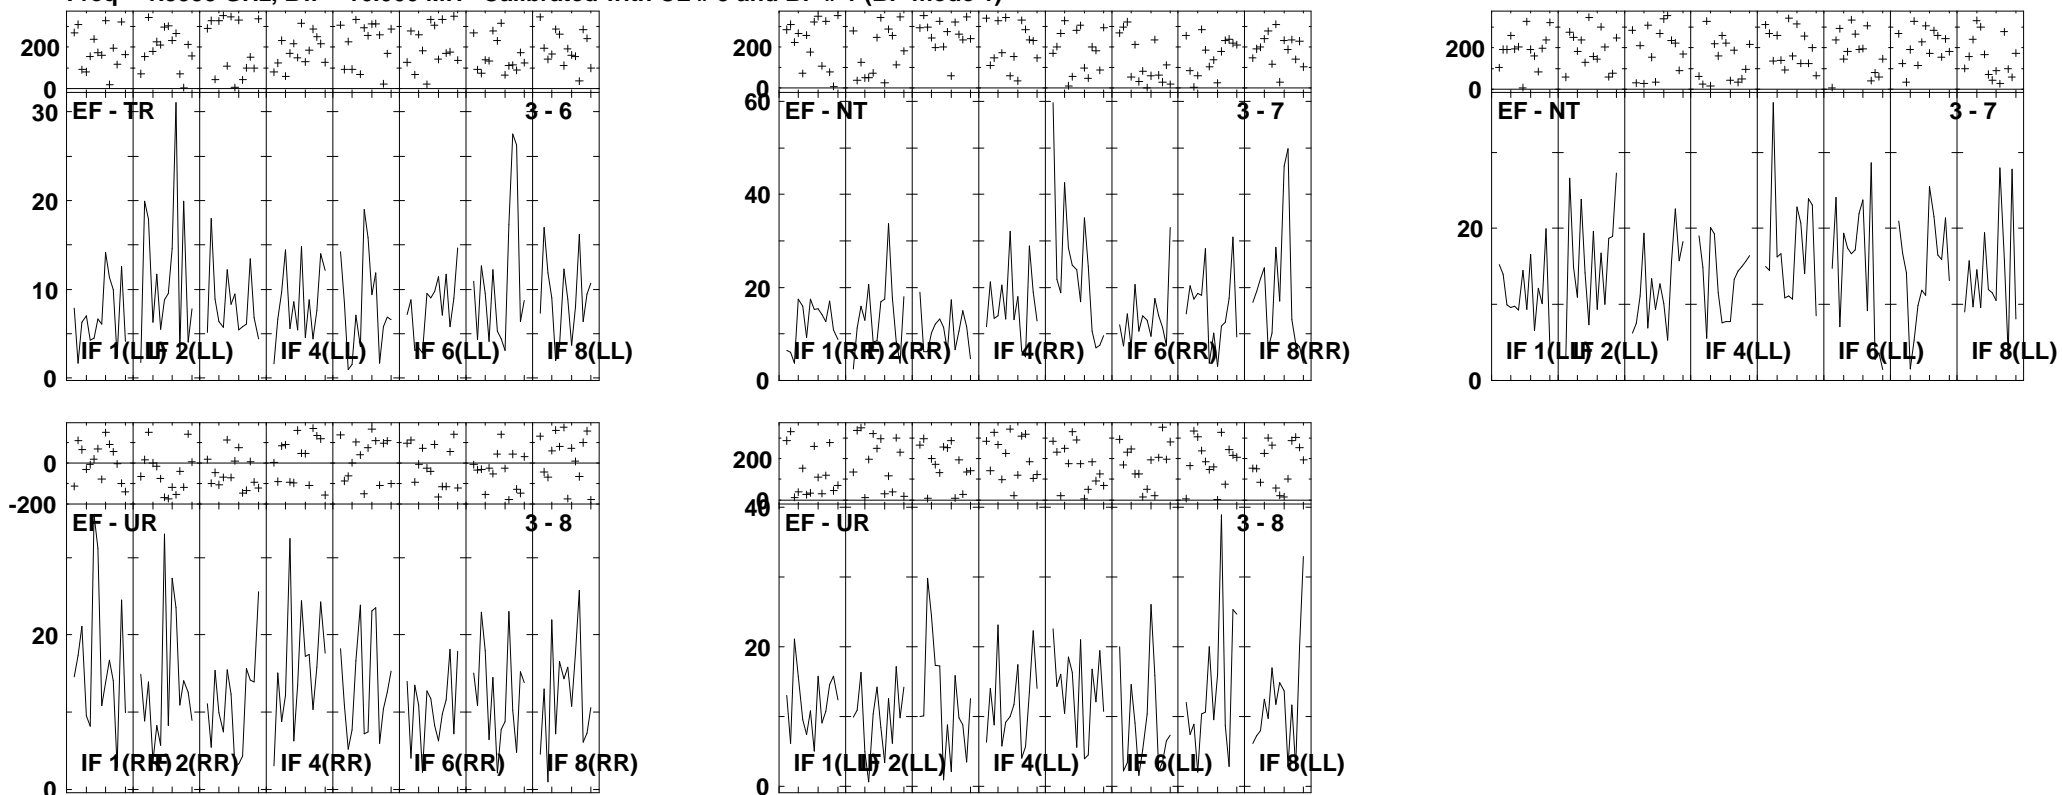 200
0
30
20
10
0
EF - TR
3 - 6
IF 1(LL)
IF 2(LL)
IF 4(LL)
IF 6(LL)
IF 8(LL)
200
0
60
40
20
0
EF - NT
3 - 7
IF 1(RR)
IF 2(RR)
IF 4(RR)
IF 6(RR)
IF 8(RR)
200
0
20
0
EF - NT
3 - 7
IF 1(LL)
IF 2(LL)
IF 4(LL)
IF 6(LL)
IF 8(LL)
0
-200
20
0
EF - UR
3 - 8
IF 1(RR)
IF 2(RR)
IF 4(RR)
IF 6(RR)
IF 8(RR)
200
0
40
20
0
EF - UR
3 - 8
IF 1(LL)
IF 2(LL)
IF 4(LL)
IF 6(LL)
IF 8(LL)